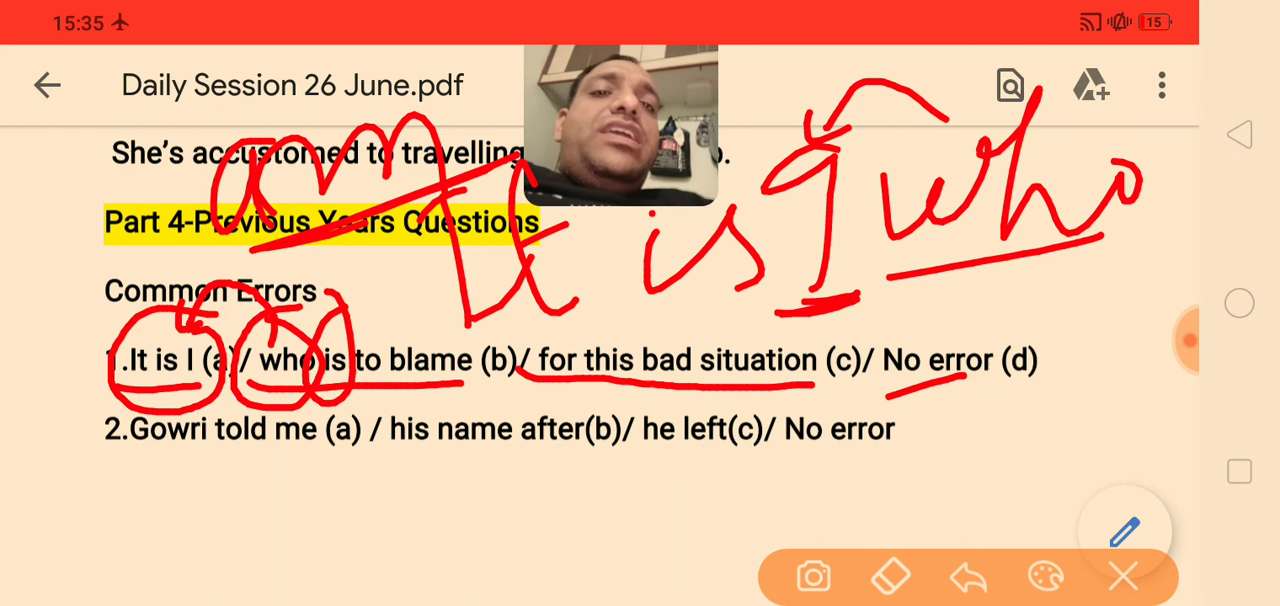 15:35
15
Daily Session 26 June.pdf
She's accustomed to travelling
Part 4-Previous Years Questions
am It is I who
Common Errors
1.It is I (a)/ who is to blame (b)/ for this bad situation (c)/ No error (d)
2.Gowri told me (a) / his name after(b)/ he left(c)/ No error